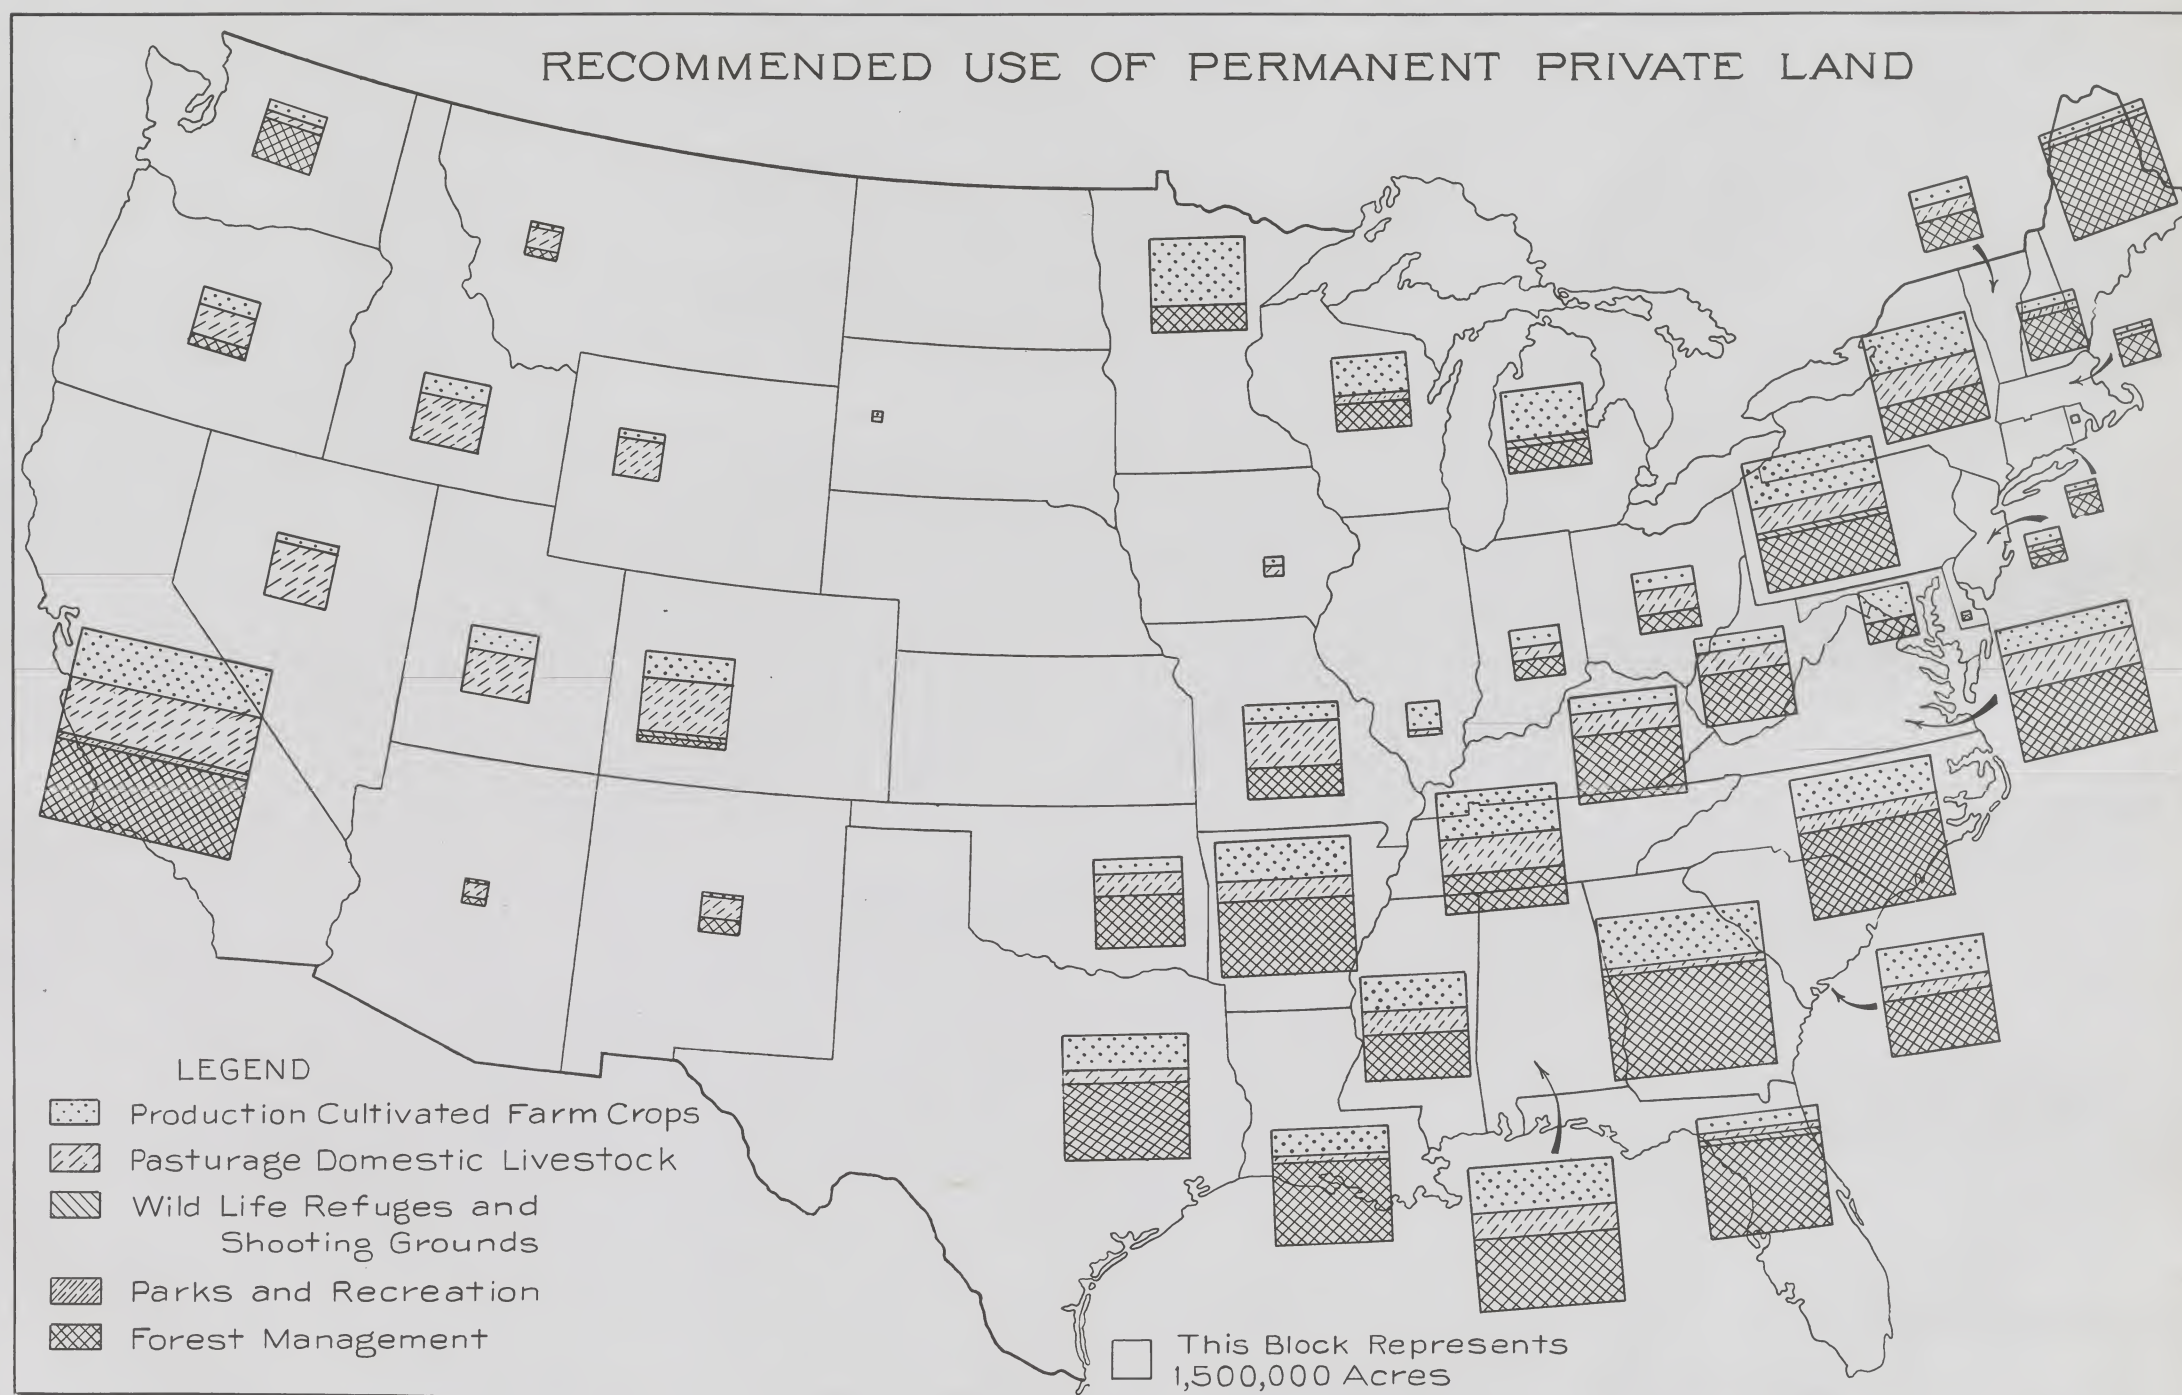 RECOMMENDED USE OF PERMANENT PRIVATE LAND
LEGEND
Production Cultivated Farm Crops
Pasturage Domestic Livestock
Wild Life Refuges and
Shooting Grounds
Parks and Recreation
Forest Management
This Block Represents
1,500,000 Acres